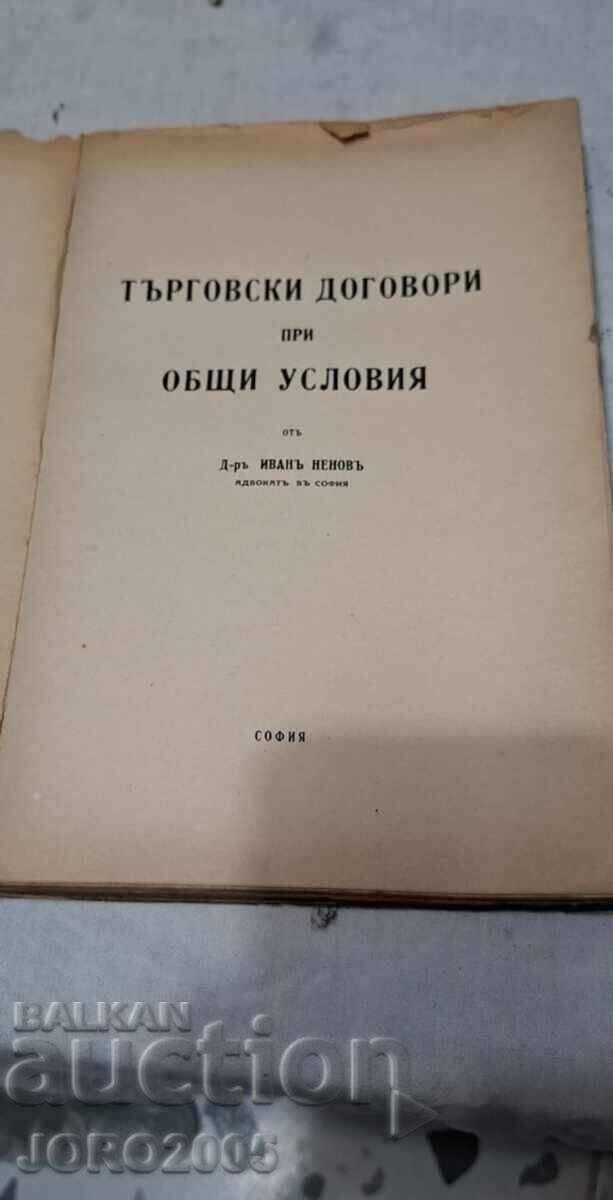 ТЪРГОВСКИ ДОГОВОРИ
ПРИ
ОБЩИ УСЛОВИЯ
ОТЪ
Д-ръ ИВАНЪ НЕНОВЪ
АДВОКАТЪ ВЪ СОФИЯ
СОФИЯ
BALKAN
auction
JORO2005